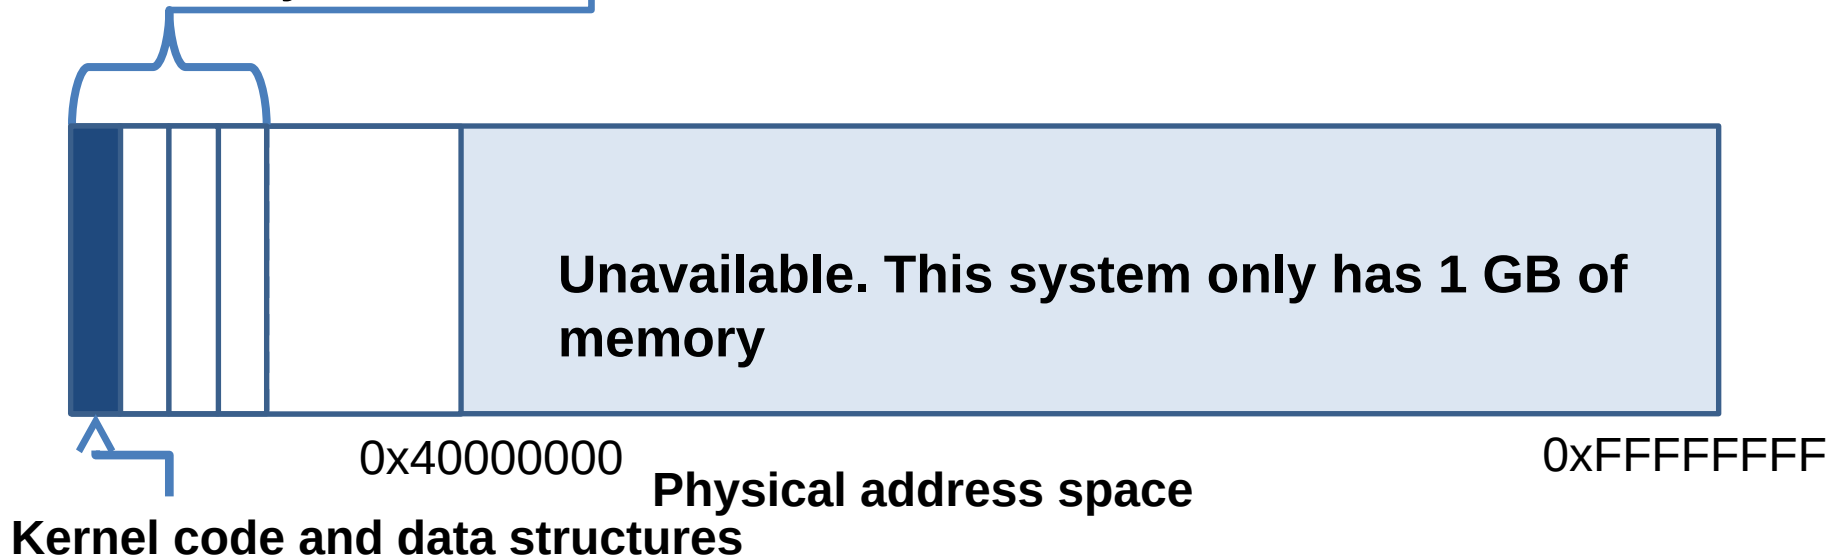 Unavailable. This system only has 1 GB of
memory
0x40000000
0xFFFFFFFF
Physical address space
Kernel code and data structures